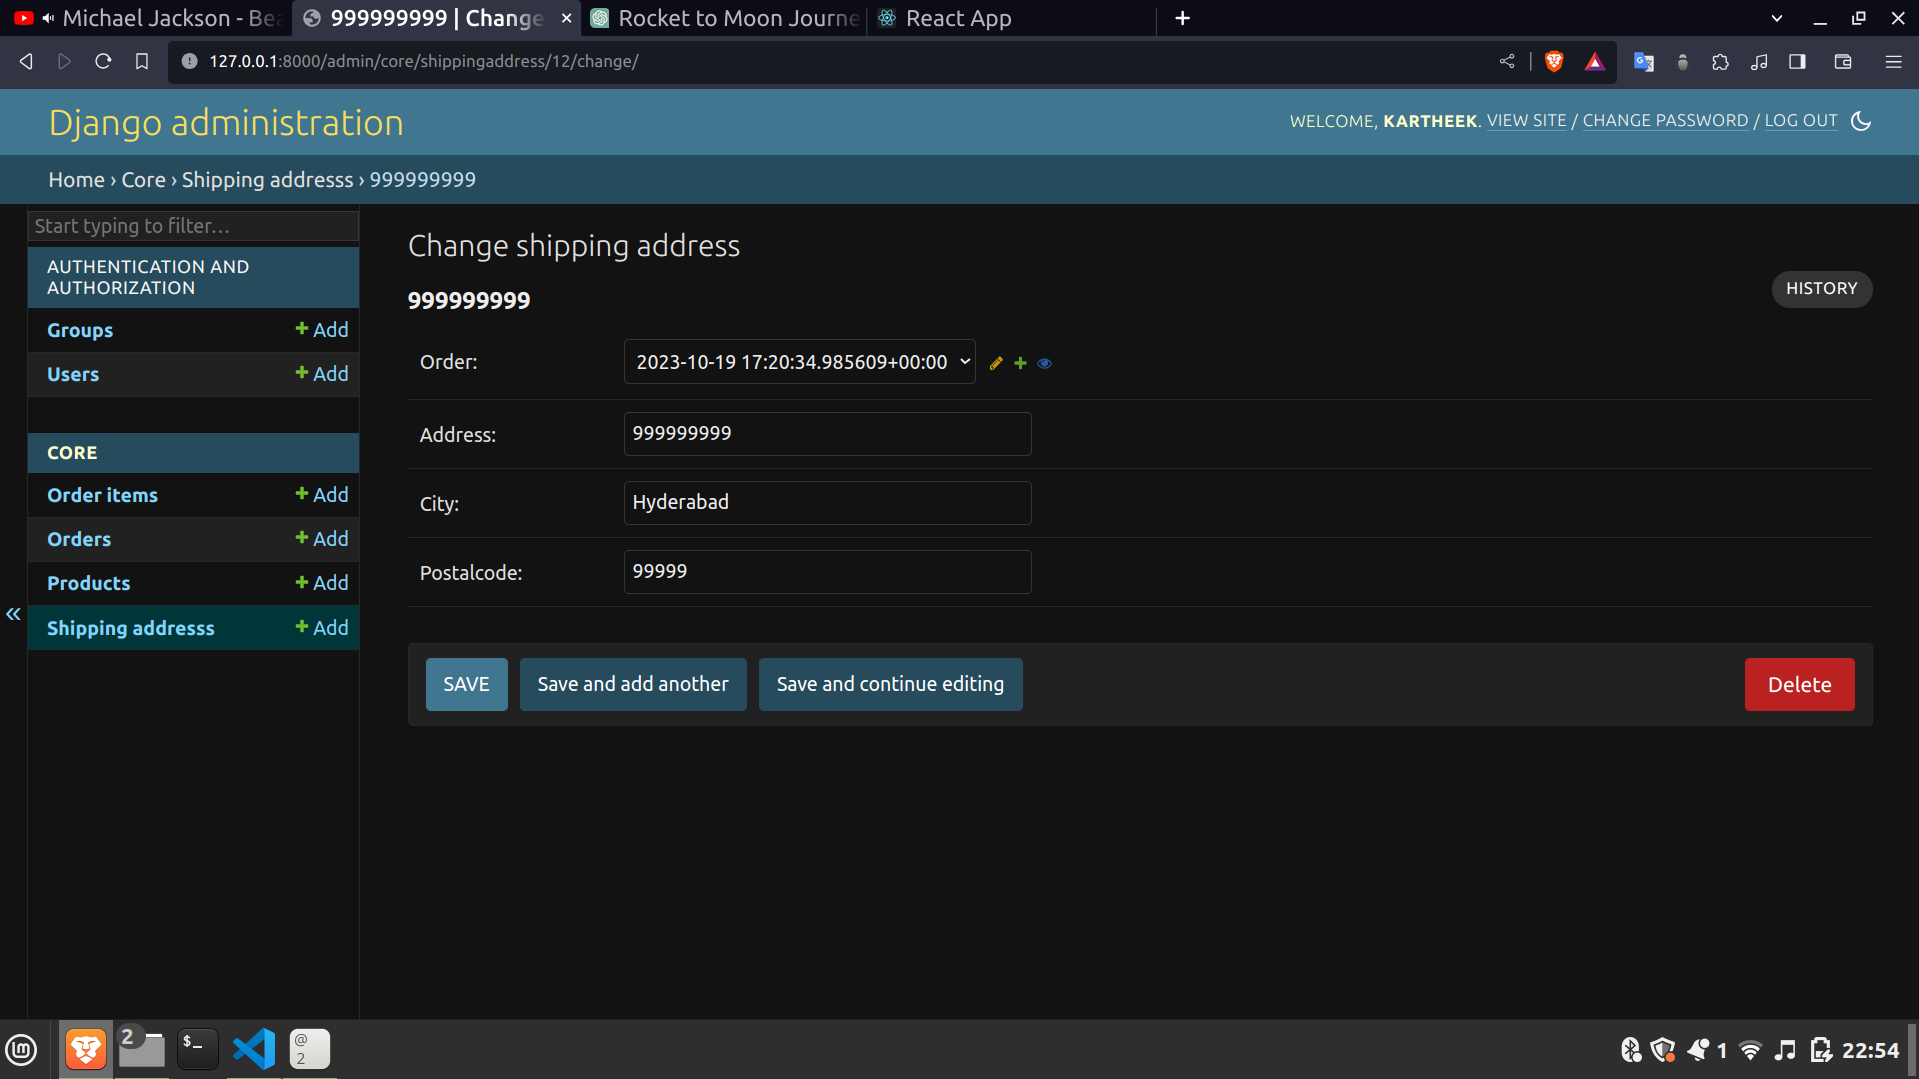 Michael Jackson - Bea
999999999 | Change
Rocket to Moon Journe
React App
127.0.0.1:8000/admin/core/shippingaddress/12/change/
Django administration
WELCOME, KARTHEEK. VIEW SITE / CHANGE PASSWORD / LOG OUT
Home › Core › Shipping addresss › 999999999
Start typing to filter…
AUTHENTICATION AND
AUTHORIZATION
Groups + Add
Users + Add
CORE
Order items + Add
Orders + Add
Products + Add
Shipping addresss + Add
«
Change shipping address
HISTORY
999999999
Order: 2023-10-19 17:20:34.985609+00:00
Address: 999999999
City: Hyderabad
Postalcode: 99999
SAVE
Save and add another
Save and continue editing
Delete
2
$_
@
2
1
22:54